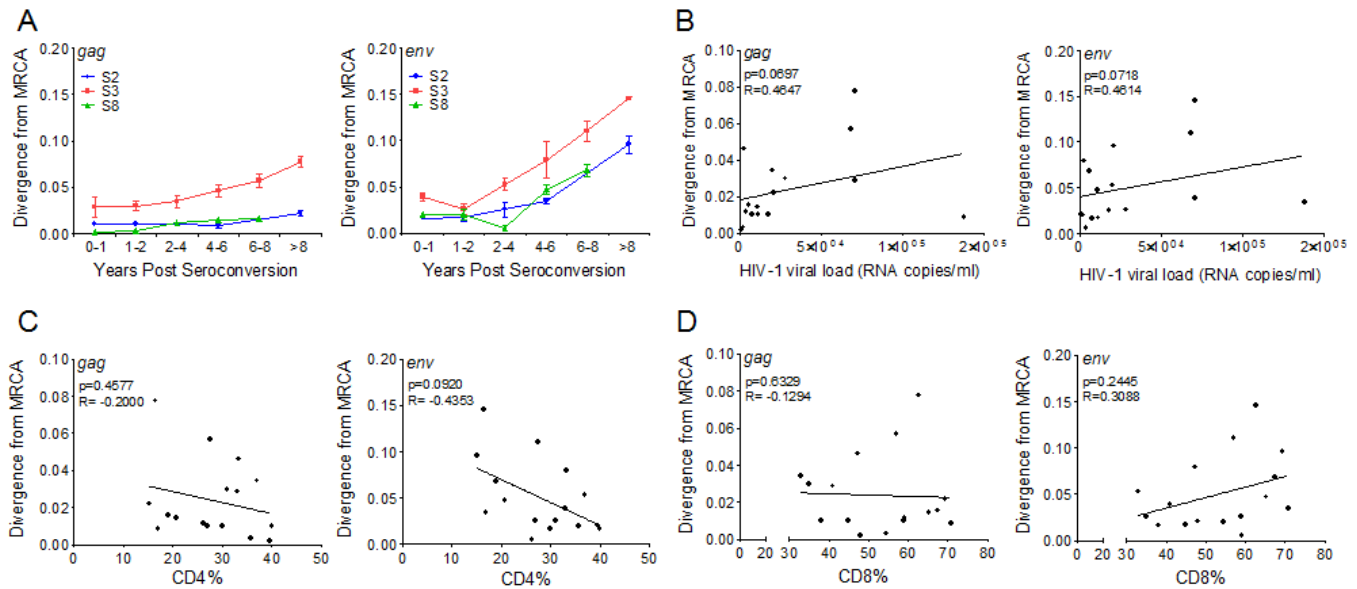 A
gag
S2
S3
S8
Divergence from MRCA
0.20
0.15
0.10
0.05
0.00
0-1 1-2 2-4 4-6 6-8 >8
Years Post Seroconversion
env
S2
S3
S8
Divergence from MRCA
0.20
0.15
0.10
0.05
0.00
0-1 1-2 2-4 4-6 6-8 >8
Years Post Seroconversion
B
gag
p=0.0697
R=0.4647
Divergence from MRCA
0.10
0.08
0.06
0.04
0.02
0.00
0 5×10⁰⁴ 1×10⁰⁵ 2×10⁰⁵
HIV-1 viral load (RNA copies/ml)
env
p=0.0718
R=0.4614
Divergence from MRCA
0.20
0.15
0.10
0.05
0.00
0 5×10⁰⁴ 1×10⁰⁵ 2×10⁰⁵
HIV-1 viral load (RNA copies/ml)
C
gag
p=0.4577
R= -0.2000
Divergence from MRCA
0.10
0.08
0.06
0.04
0.02
0.00
0 10 20 30 40 50
CD4%
env
p=0.0920
R= -0.4353
Divergence from MRCA
0.20
0.15
0.10
0.05
0.00
0 10 20 30 40 50
CD4%
D
gag
p=0.6329
R= -0.1294
Divergence from MRCA
0.10
0.08
0.06
0.04
0.02
0.00
0 20 30 40 50 60 70 80
CD8%
env
p=0.2445
R=0.3088
Divergence from MRCA
0.20
0.15
0.10
0.05
0.00
0 20 30 40 50 60 70 80
CD8%